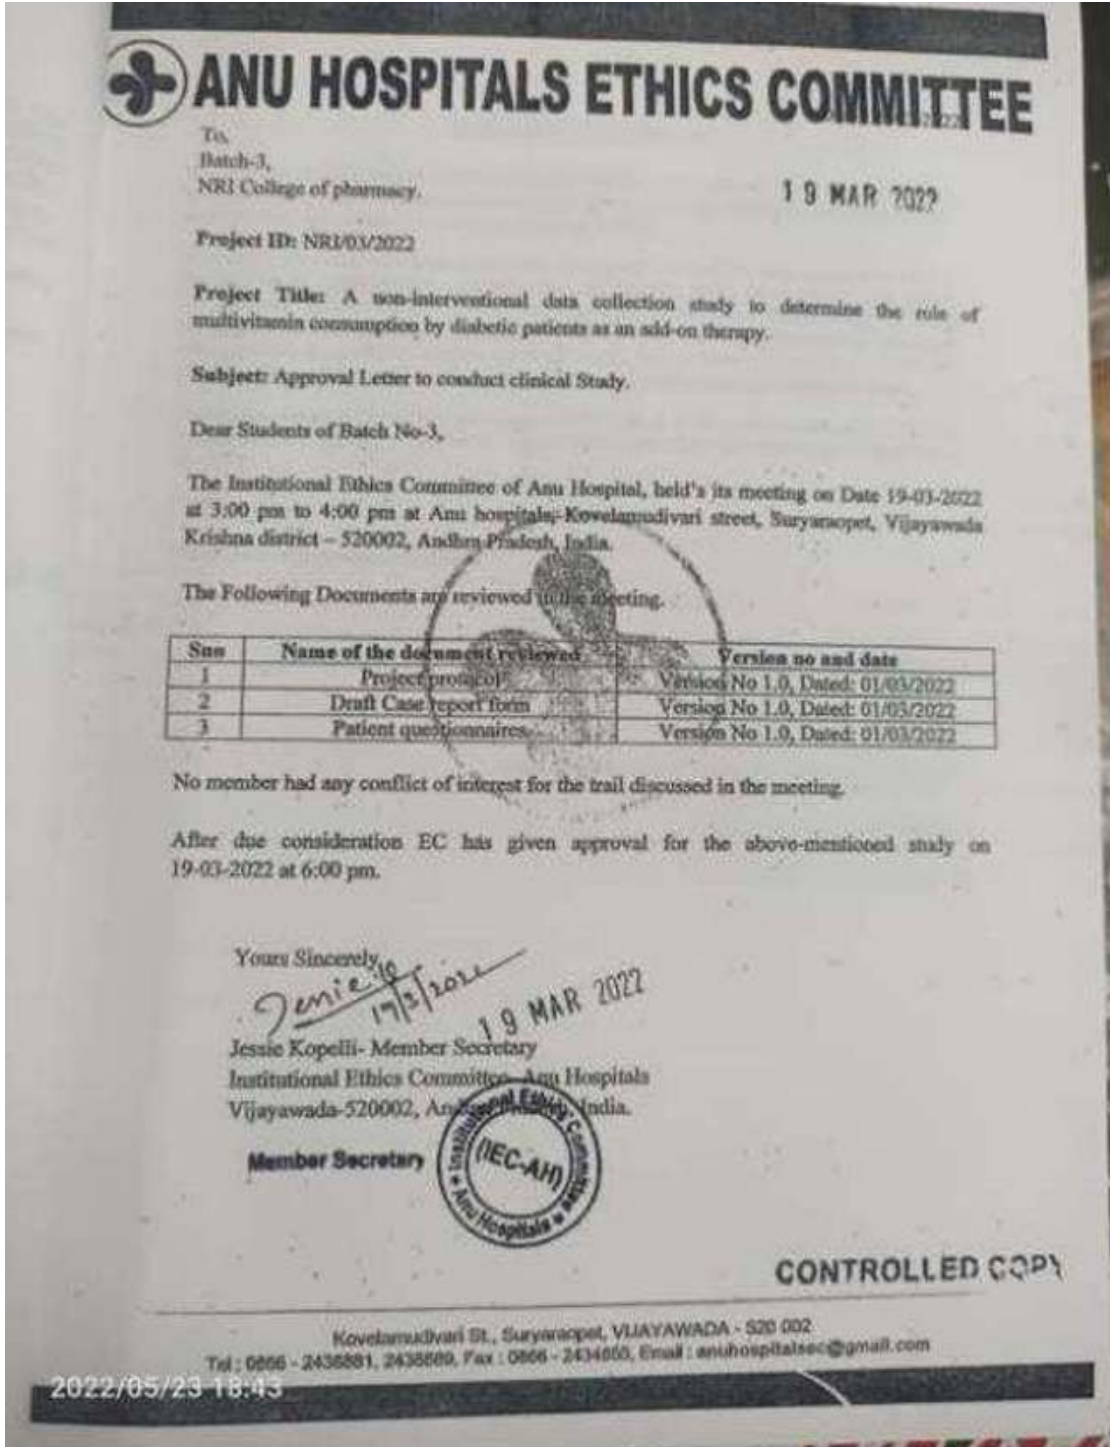 ANU HOSPITALS ETHICS COMMITTEE
To,
Batch-3,
NRI College of pharmacy.
19 MAR 2022
Project ID: NRI/03/2022
Project Title: A non-interventional data collection study to determine the role of
multivitamin consumption by diabetic patients as an add-on therapy.
Subject: Approval Letter to conduct clinical Study.
Dear Students of Batch No-3,
The Institutional Ethics Committee of Anu Hospital, held's its meeting on Date 19-03-2022
at 3:00 pm to 4:00 pm at Anu hospitals, Kovelamudivari street, Suryaraopet, Vijayawada
Krishna district – 520002, Andhra Pradesh, India.
The Following Documents are reviewed in the meeting.
Sno Name of the document reviewed Version no and date
1 Project protocol Version No 1.0, Dated: 01/03/2022
2 Draft Case report form Version No 1.0, Dated: 01/03/2022
3 Patient questionnaires Version No 1.0, Dated: 01/03/2022
No member had any conflict of interest for the trail discussed in the meeting.
After due consideration EC has given approval for the above-mentioned study on
19-03-2022 at 6:00 pm.
Yours Sincerely,
19/3/2022
19 MAR 2022
Jessie Kopelli- Member Secretary
Institutional Ethics Committee- Anu Hospitals
Vijayawada-520002, Andhra Pradesh, India.
Member Secretary
Institutional Ethics Committee
(IEC-AH)
Anu Hospitals
CONTROLLED COPY
Kovelamudivari St., Suryaraopet, VIJAYAWADA - 520 002
Tel : 0866 - Fax : 0866 - Email : anuhospitalsec@gmail.com
2022/05/23 18:43